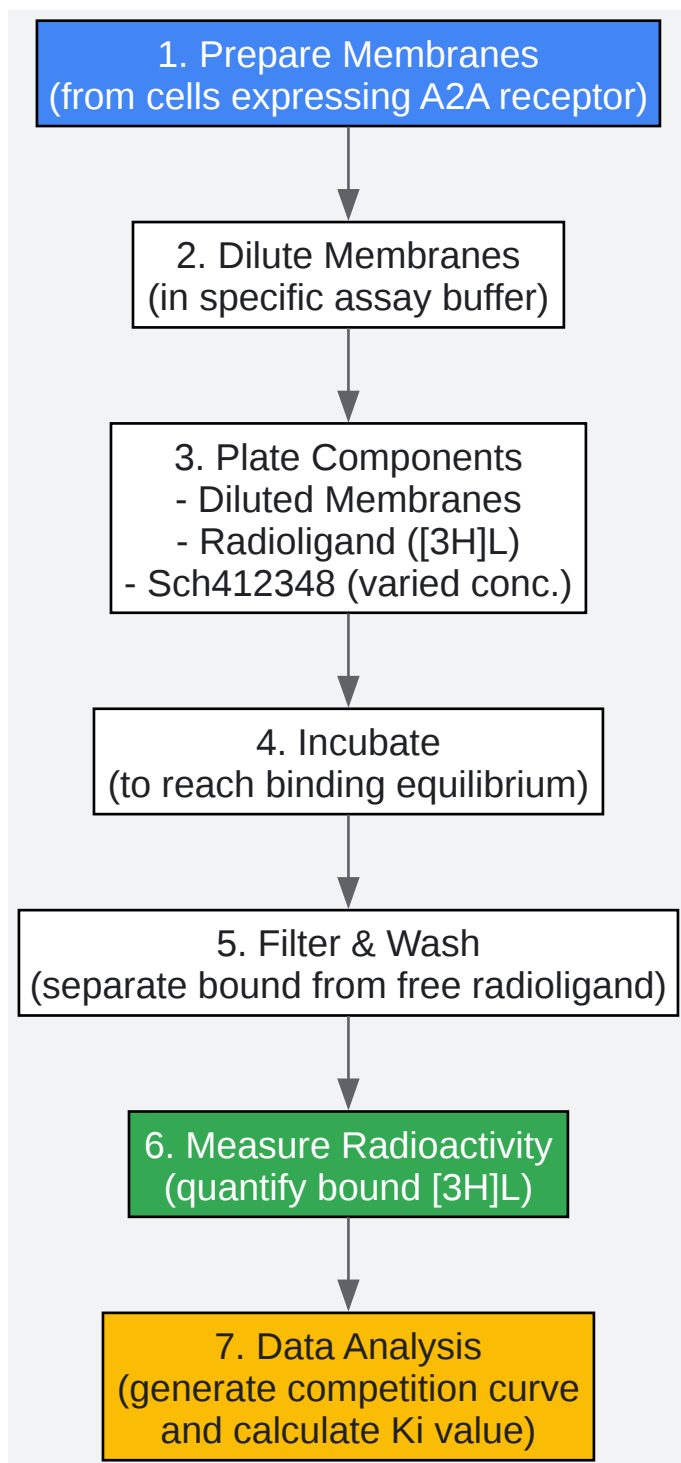 1. Prepare Membranes
(from cells expressing A2A receptor)
2. Dilute Membranes
(in specific assay buffer)
3. Plate Components
- Diluted Membranes
- Radioligand ([3H]L)
- Sch412348 (varied conc.)
4. Incubate
(to reach binding equilibrium)
5. Filter & Wash
(separate bound from free radioligand)
6. Measure Radioactivity
(quantify bound [3H]L)
7. Data Analysis
(generate competition curve
and calculate Ki value)